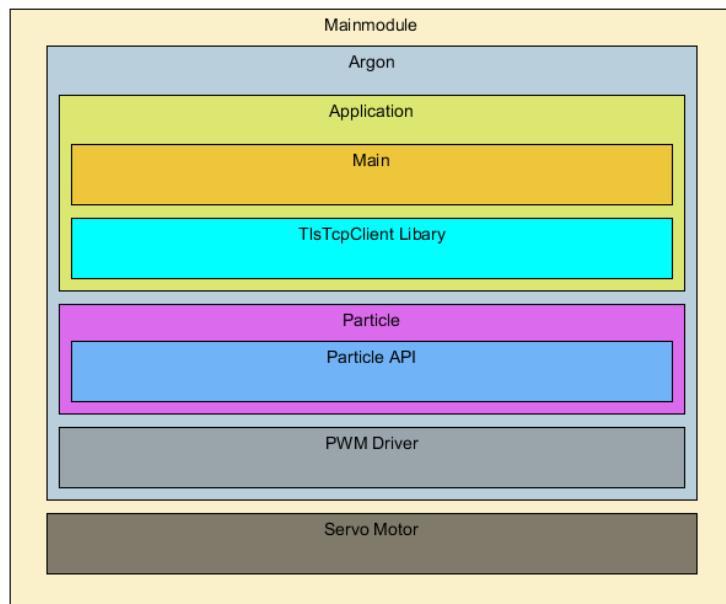 Mainmodule
Argon
Application
Main
TlsTcpClient Libary
Particle
Particle API
PWM Driver
Servo Motor